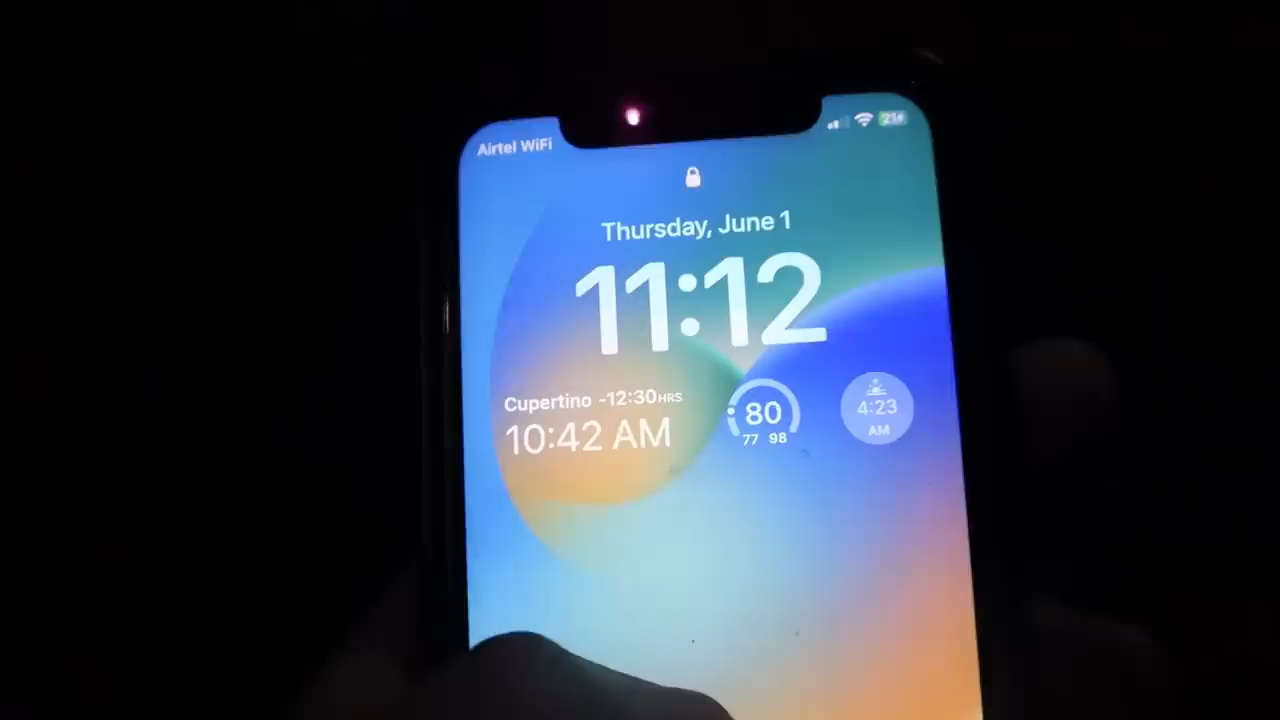 Airtel WiFi
21
Thursday, June 1
11:12
Cupertino -12:30HRS
10:42 AM
80
77 98
4:23
AM